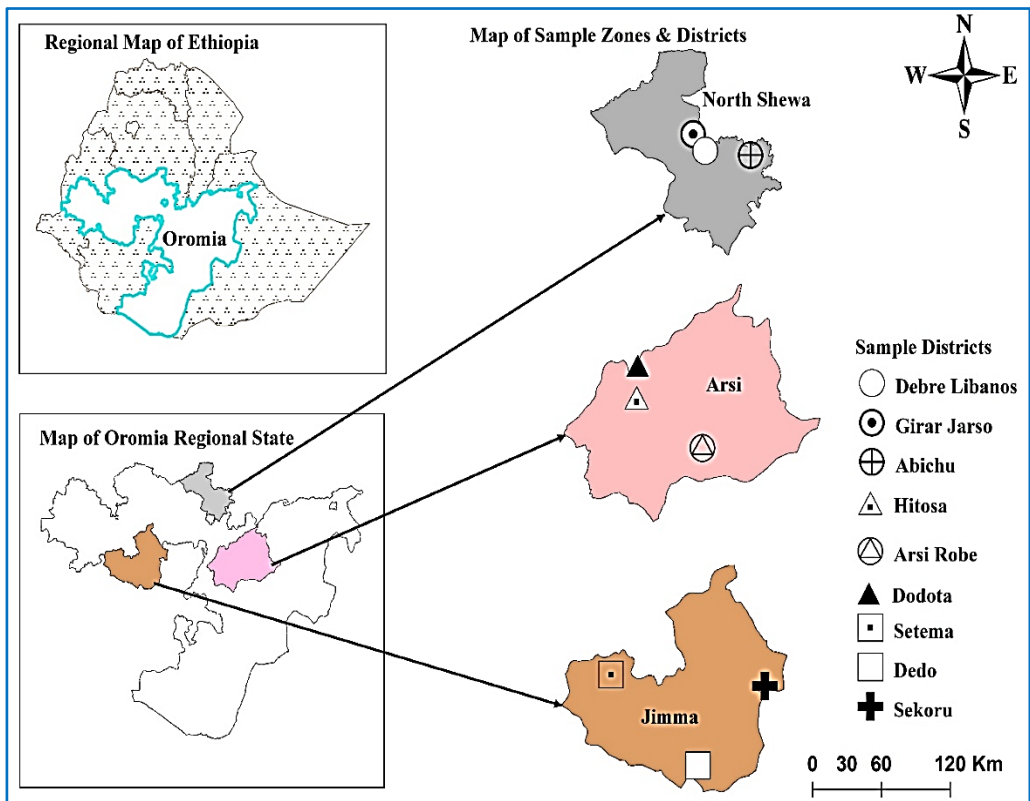 Regional Map of Ethiopia
Oromia
Map of Sample Zones & Districts
N
W
E
S
North Shewa
Arsi
Map of Oromia Regional State
Jimma
Sample Districts
Debre Libanos
Girar Jarso
Abichu
Hitosa
Arsi Robe
Dodota
Setema
Dedo
Sekoru
0 30 60 120 Km